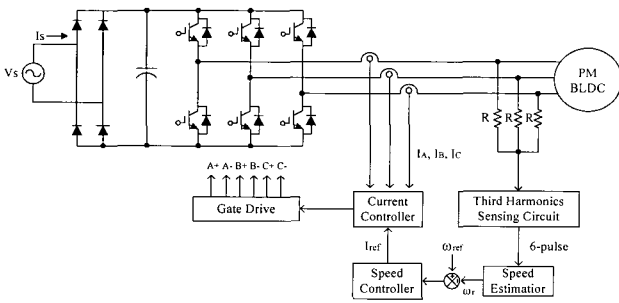 Is
Vs
PM
BLDC
R R R
IA, IB, IC
A+ A- B+ B- C+ C-
Gate Drive
Current
Controller
Third Harmonics
Sensing Circuit
Iref
ωref
6-pulse
Speed
Controller
ωr
Speed
Estimatior